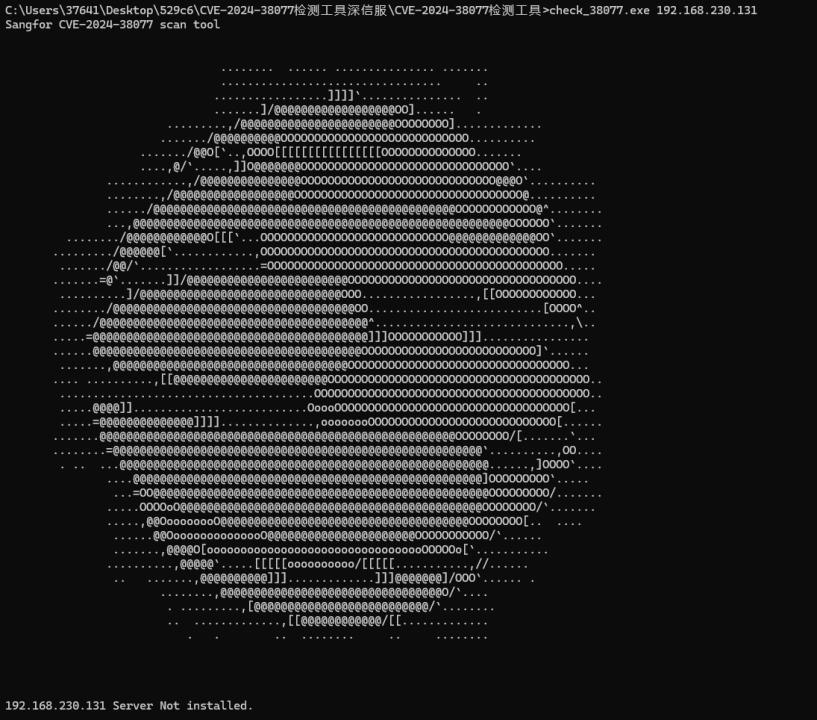 C:\Users\37641\Desktop\529c6\CVE-2024-38077检测工具深信服\CVE-2024-38077检测工具>check_38077.exe 192.168.230.131
Sangfor CVE-2024-38077 scan tool
192.168.230.131 Server Not installed.